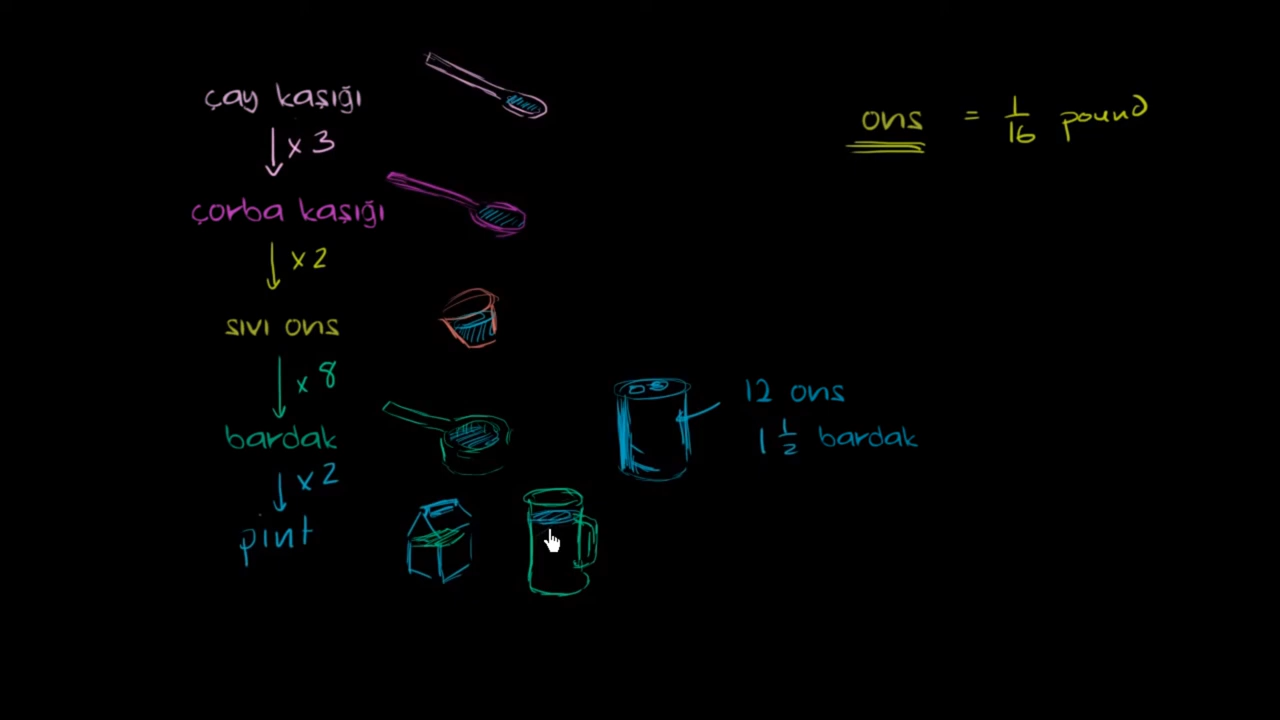 çay kaşığı
x 3
çorba kaşığı
x 2
sıvı ons
x 8
bardak
x 2
pint
ons = 1/16 pound
12 ons
1 1/2 bardak